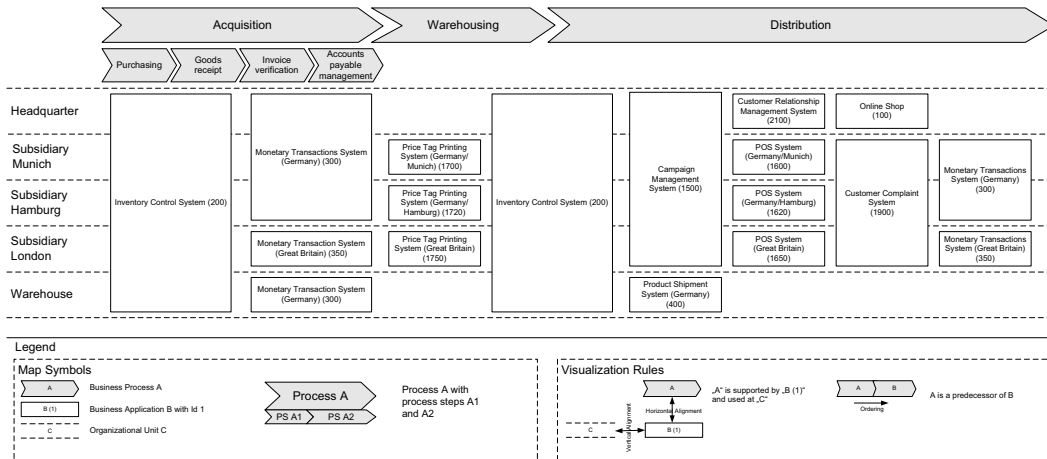 Acquisition
Warehousing
Distribution
Purchasing
Goods
receipt
Invoice
verification
Accounts
payable
management
Headquarter
Subsidiary
Munich
Subsidiary
Hamburg
Subsidiary
London
Warehouse
Inventory Control System (200)
Monetary Transactions System
(Germany) (300)
Monetary Transaction System
(Great Britain) (350)
Monetary Transaction System
(Germany) (300)
Price Tag Printing
System (Germany/
Munich) (1700)
Price Tag Printing
System (Germany/
Hamburg) (1720)
Price Tag Printing
System (Great Britain)
(1750)
Inventory Control System (200)
Campaign
Management
System (1500)
Product Shipment
System (Germany)
(400)
Customer Relationship
Management System
(2100)
POS System
(Germany/Munich)
(1600)
POS System
(Germany/Hamburg)
(1620)
POS System
(Great Britain)
(1650)
Online Shop
(100)
Customer Complaint
System
(1900)
Monetary Transactions
System (Germany)
(300)
Monetary Transactions
System (Great Britain)
(350)
Legend
Map Symbols
A
Business Process A
B (1)
Business Application B with Id 1
C
Organizational Unit C
Process A
PS A1
PS A2
Process A with
process steps A1
and A2
Visualization Rules
A
Horizontal Alignment
C
B (1)
Vertical Alignment
„A“ is supported by „B (1)“
and used at „C“
A
B
Ordering
A is a predecessor of B